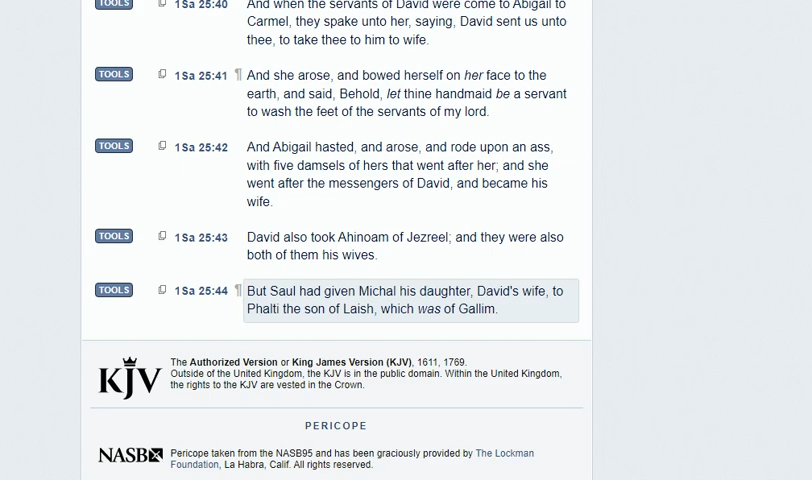 TOOLS 1Sa 25:40 And when the servants of David were come to Abigail to
Carmel, they spake unto her, saying, David sent us unto
thee, to take thee to him to wife.
TOOLS 1Sa 25:41 ¶ And she arose, and bowed herself on her face to the
earth, and said, Behold, let thine handmaid be a servant
to wash the feet of the servants of my lord.
TOOLS 1Sa 25:42 And Abigail hasted, and arose, and rode upon an ass,
with five damsels of hers that went after her; and she
went after the messengers of David, and became his
wife.
TOOLS 1Sa 25:43 David also took Ahinoam of Jezreel; and they were also
both of them his wives.
TOOLS 1Sa 25:44 ¶ But Saul had given Michal his daughter, David's wife, to
Phalti the son of Laish, which was of Gallim.
KJV The Authorized Version or King James Version (KJV), 1611, 1769.
Outside of the United Kingdom, the KJV is in the public domain. Within the United Kingdom,
the rights to the KJV are vested in the Crown.
PERICOPE
NASB Pericope taken from the NASB95 and has been graciously provided by The Lockman
Foundation, La Habra, Calif. All rights reserved.